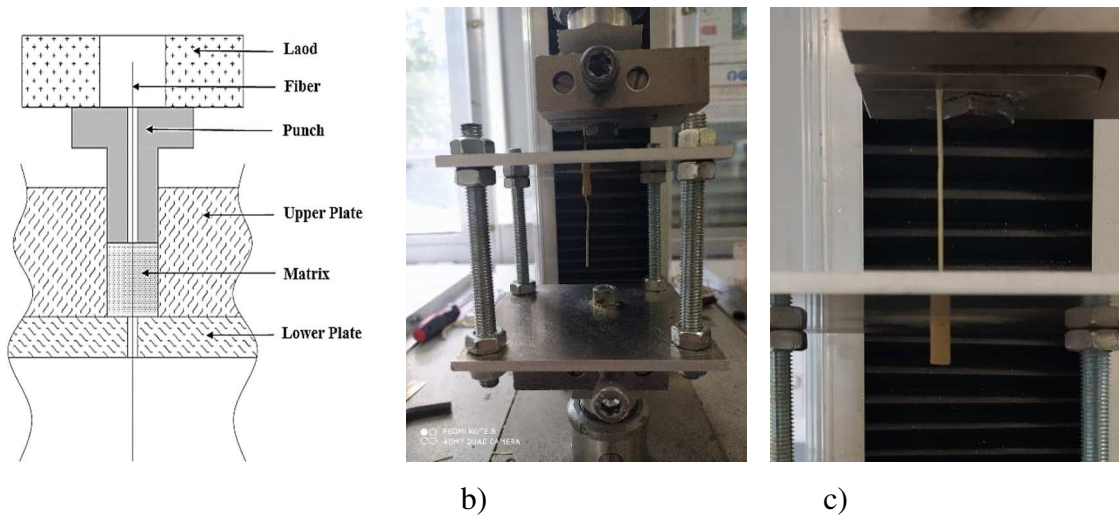 Laod
Fiber
Punch
Upper Plate
Matrix
Lower Plate
REDMI NOTE 8
48MP QUAD CAMERA
b)
c)